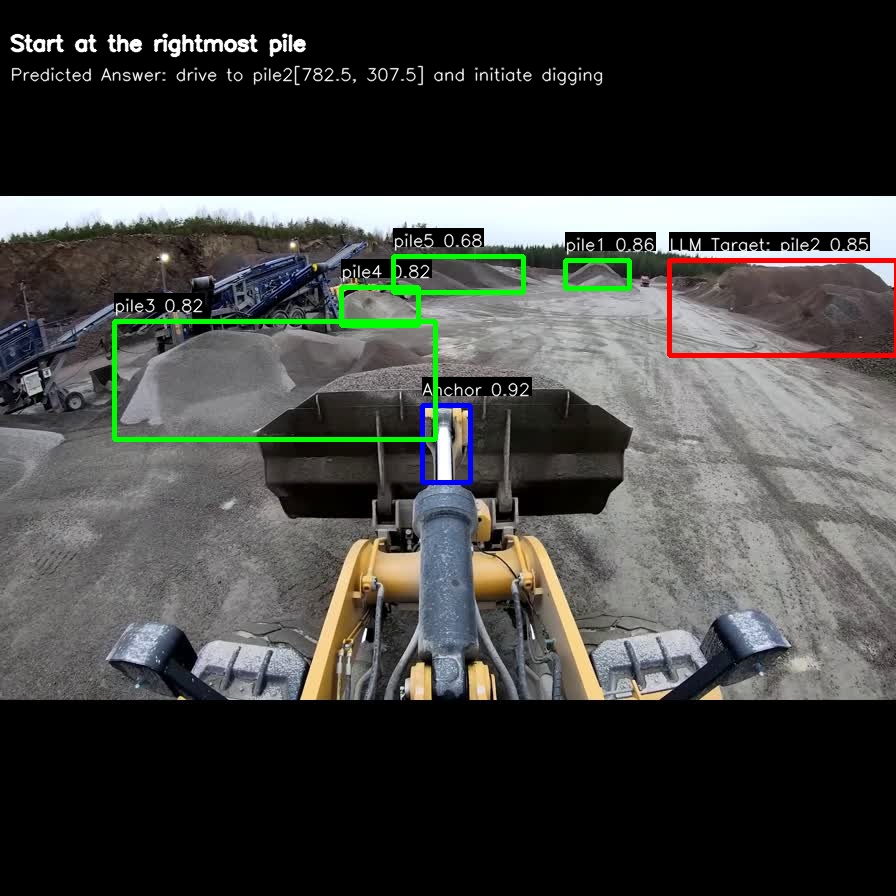 Start at the rightmost pile
Predicted Answer: drive to pile2[782.5, 307.5] and initiate digging
pile5 0.68
pile1 0.86
LLM Target: pile2 0.85
pile4 0.82
pile3 0.82
Anchor 0.92